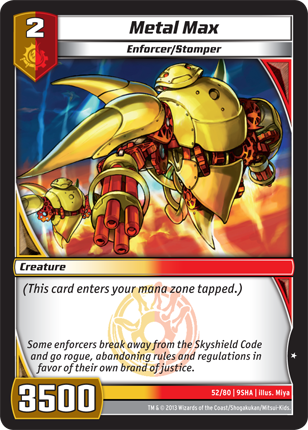 2
Metal Max
Enforcer/Stomper
Creature
(This card enters your mana zone tapped.)
Some enforcers break away from the Skyshield Code
and go rogue, abandoning rules and regulations in
favor of their own brand of justice.
3500
52/80 | 9SHA | illus. Miya
TM & © 2013 Wizards of the Coast/Shogakukan/Mitsui-Kids.